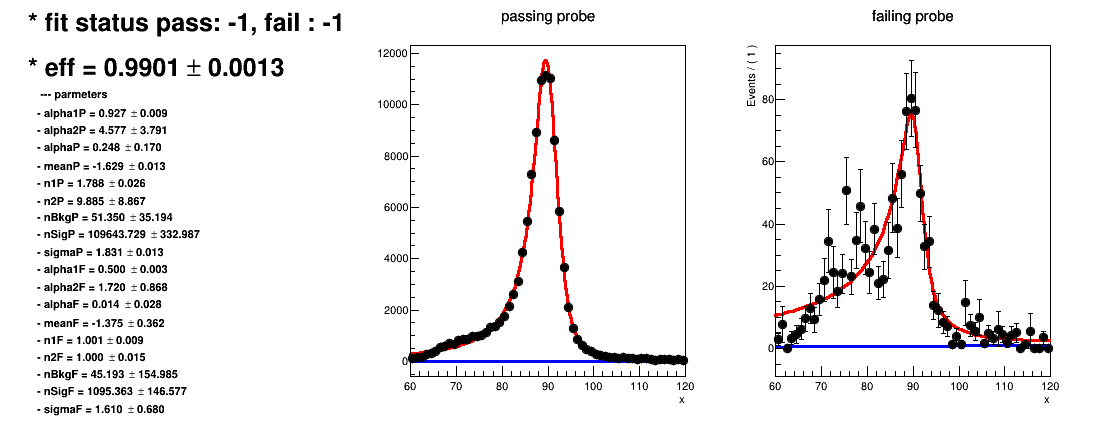 * fit status pass: -1, fail : -1
* eff = 0.9901 ± 0.0013
--- parmeters
- alpha1P = 0.927 ± 0.009
- alpha2P = 4.577 ± 3.791
- alphaP = 0.248 ± 0.170
- meanP = -1.629 ± 0.013
- n1P = 1.788 ± 0.026
- n2P = 9.885 ± 8.867
- nBkgP = 51.350 ± 35.194
- nSigP = 109643.729 ± 332.987
- sigmaP = 1.831 ± 0.013
- alpha1F = 0.500 ± 0.003
- alpha2F = 1.720 ± 0.868
- alphaF = 0.014 ± 0.028
- meanF = -1.375 ± 0.362
- n1F = 1.001 ± 0.009
- n2F = 1.000 ± 0.015
- nBkgF = 45.193 ± 154.985
- nSigF = 1095.363 ± 146.577
- sigmaF = 1.610 ± 0.680
passing probe
12000
10000
8000
6000
4000
2000
0
60 70 80 90 100 110 120
x
failing probe
Events / ( 1 )
80
60
40
20
0
60 70 80 90 100 110 120
x